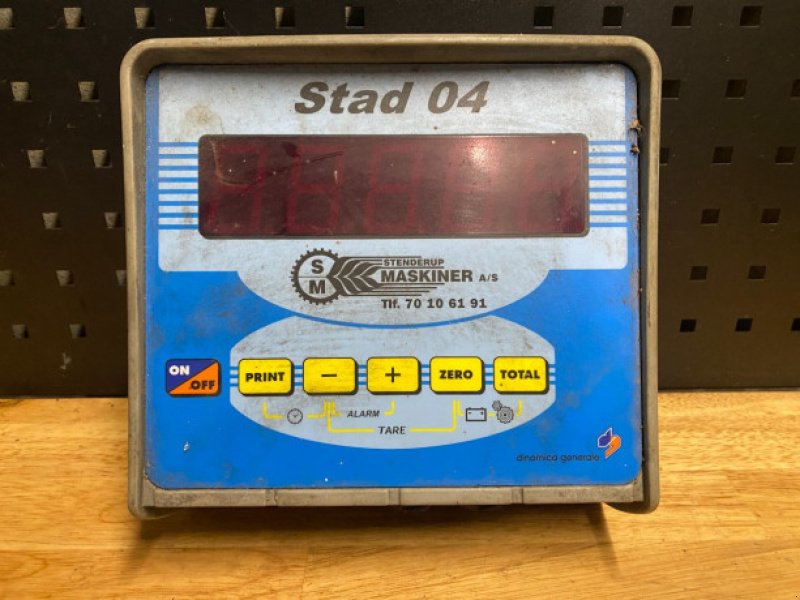 Stad 04
STENDERUP
SM MASKINER A/S
Tlf. 70 10 61 91
ON OFF PRINT – + ZERO TOTAL
ALARM
TARE
dinamica generale